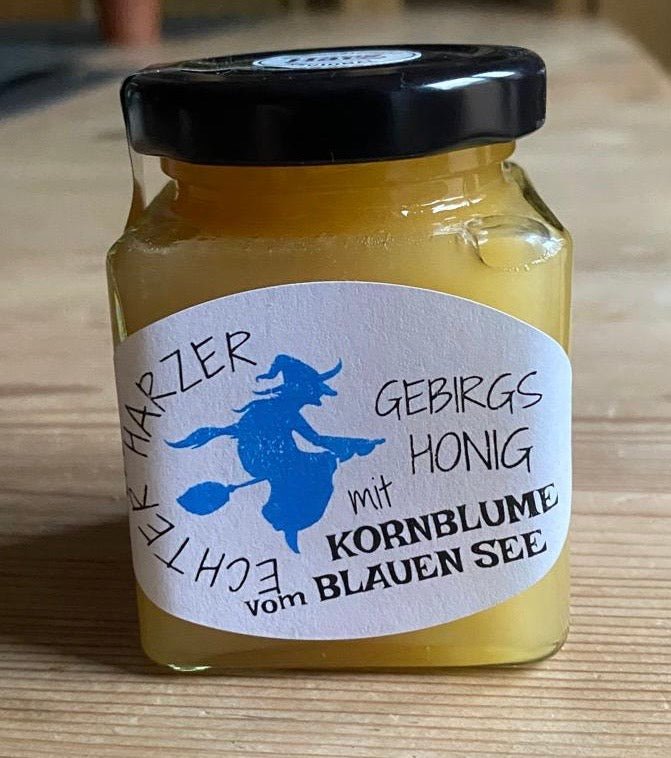 ECHTER HARZER
GEBIRGS
HONIG
mit
KORNBLUME
vom BLAUEN SEE